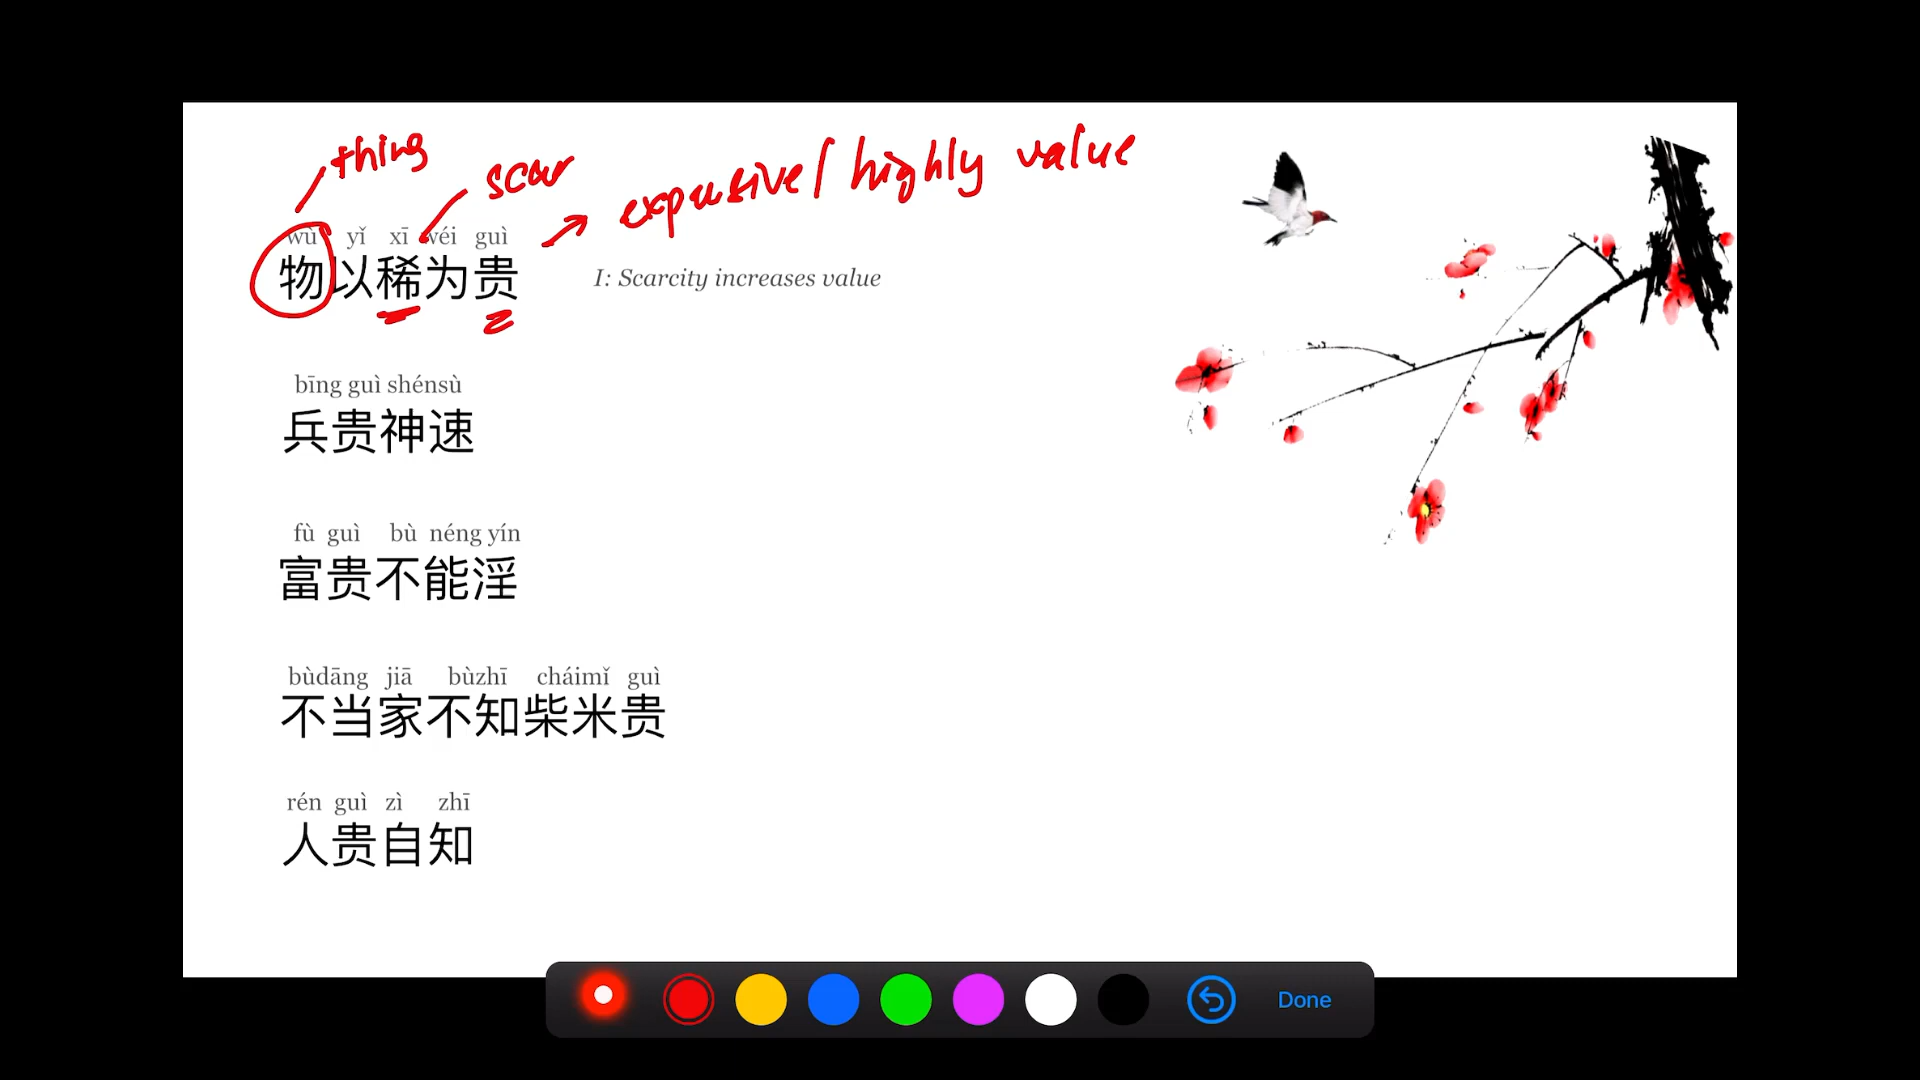 thing
scar
expensive/ highly value
wù yǐ xī wéi guì
物以稀为贵
I: Scarcity increases value
bīng guì shénsù
兵贵神速
fù guì bù néng yín
富贵不能淫
bùdāng jiā bùzhī cháimǐ guì
不当家不知柴米贵
rén guì zì zhī
人贵自知
Done